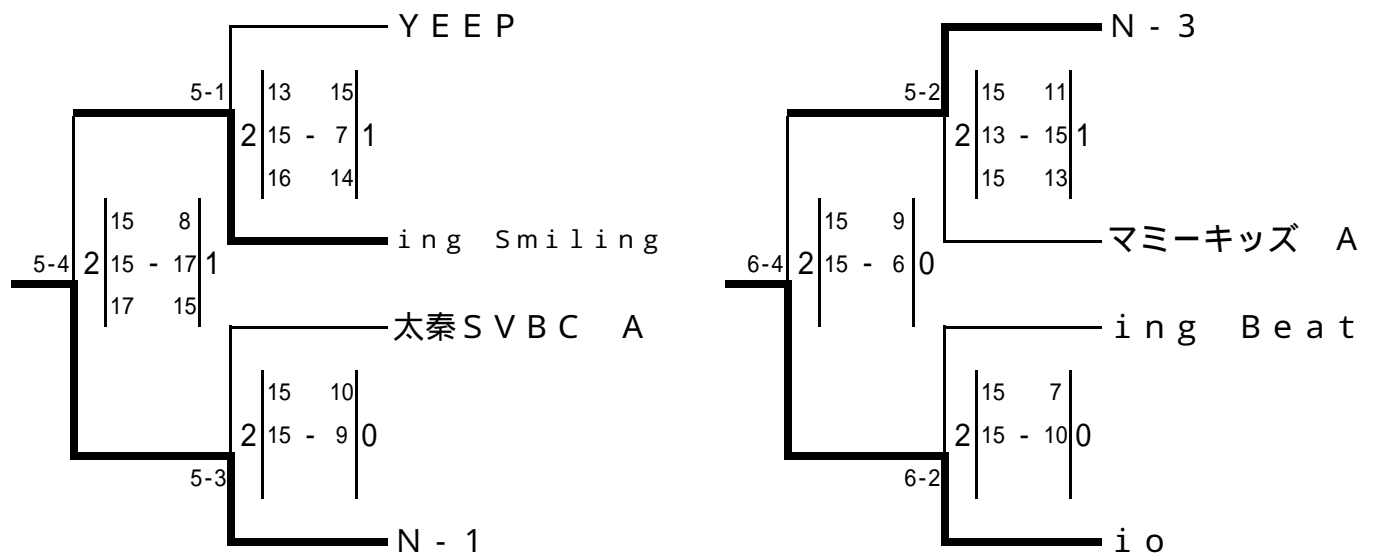 ＹＥＥＰ
5-1
13 15
2 15 - 7 1
16 14
ｉｎｇ　Ｓｍｉｌｉｎｇ
15 8
5-4 2 15 - 17 1
17 15
太秦ＳＶＢＣ　Ａ
15 10
2 15 - 9 0
5-3
Ｎ-１
Ｎ-３
5-2
15 11
2 13 - 15 1
15 13
マミーキッズ　Ａ
15 9
6-4 2 15 - 6 0
ｉｎｇ　Ｂｅａｔ
15 7
2 15 - 10 0
6-2
ｉｏ